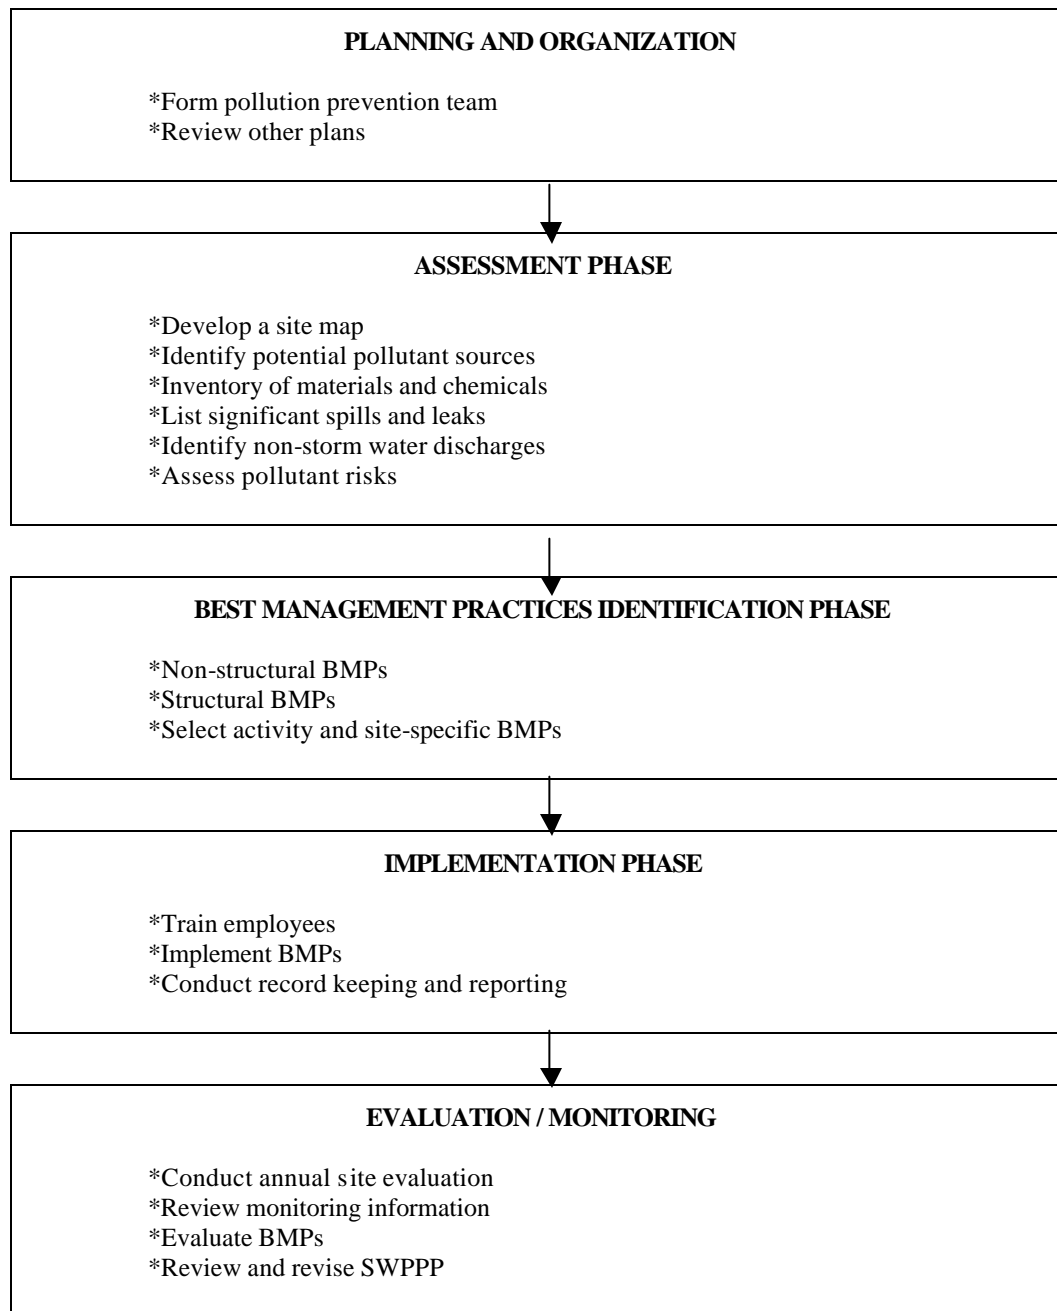 PLANNING AND ORGANIZATION
*Form pollution prevention team
*Review other plans
ASSESSMENT PHASE
*Develop a site map
*Identify potential pollutant sources
*Inventory of materials and chemicals
*List significant spills and leaks
*Identify non-storm water discharges
*Assess pollutant risks
BEST MANAGEMENT PRACTICES IDENTIFICATION PHASE
*Non-structural BMPs
*Structural BMPs
*Select activity and site-specific BMPs
IMPLEMENTATION PHASE
*Train employees
*Implement BMPs
*Conduct record keeping and reporting
EVALUATION / MONITORING
*Conduct annual site evaluation
*Review monitoring information
*Evaluate BMPs
*Review and revise SWPPP